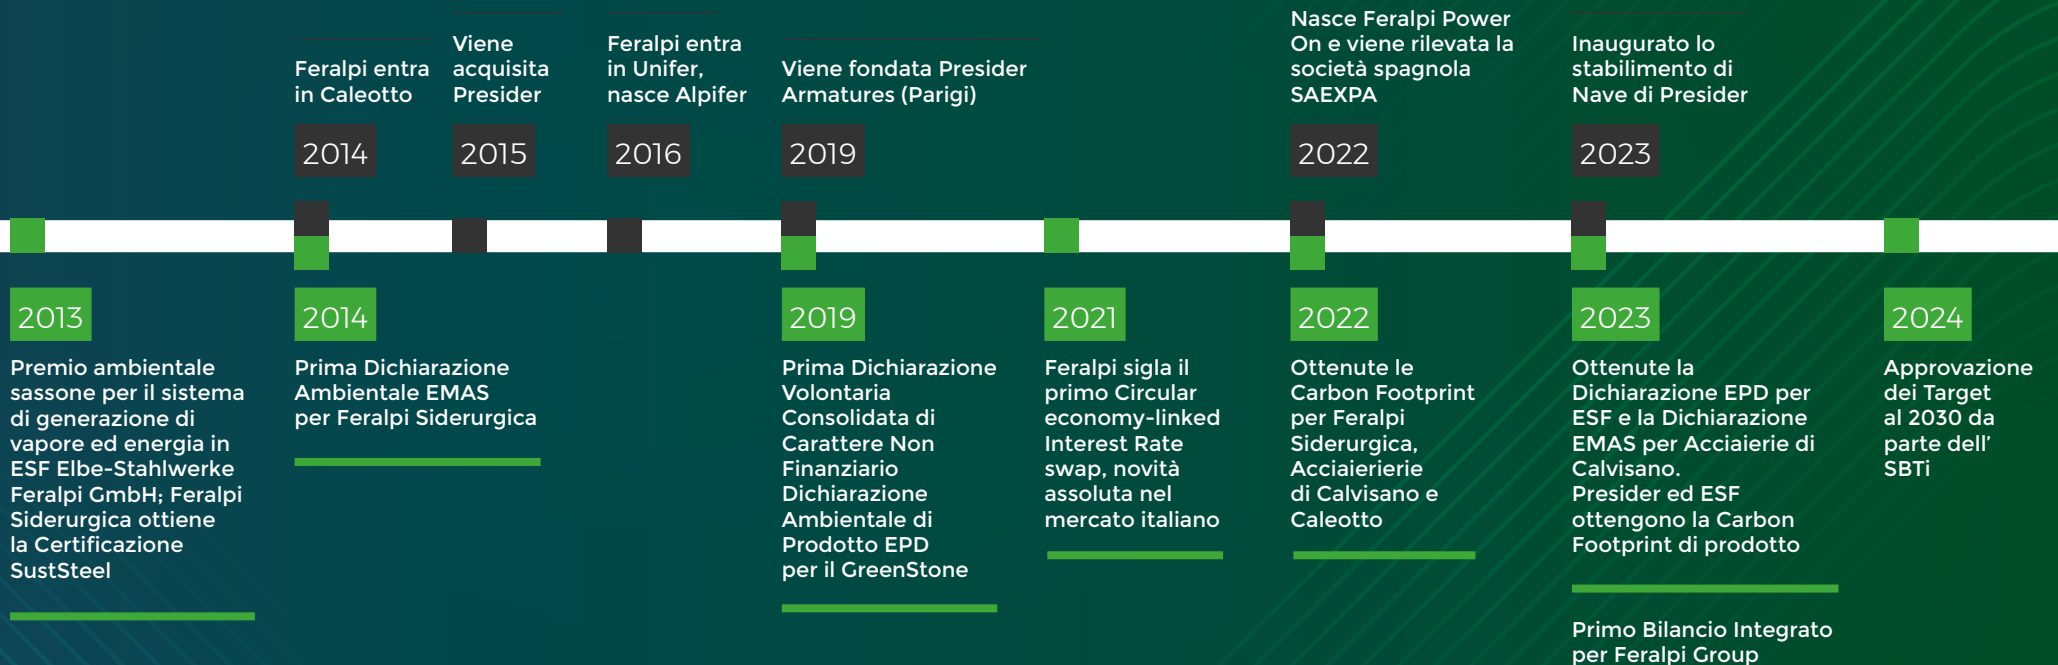 Feralpi entra
in Caleotto
2014
Viene
acquisita
Presider
2015
Feralpi entra
in Unifer,
nasce Alpifer
2016
Viene fondata Presider
Armatures (Parigi)
2019
Nasce Feralpi Power
On e viene rilevata la
società spagnola
SAEXPA
2022
Inaugurato lo
stabilimento di
Nave di Presider
2023
2013
Premio ambientale
sassone per il sistema
di generazione di
vapore ed energia in
ESF Elbe-Stahlwerke
Feralpi GmbH; Feralpi
Siderurgica ottiene
la Certificazione
SustSteel
2014
Prima Dichiarazione
Ambientale EMAS
per Feralpi Siderurgica
2019
Prima Dichiarazione
Volontaria
Consolidata di
Carattere Non
Finanziario
Dichiarazione
Ambientale di
Prodotto EPD
per il GreenStone
2021
Feralpi sigla il
primo Circular
economy-linked
Interest Rate
swap, novità
assoluta nel
mercato italiano
2022
Ottenute le
Carbon Footprint
per Feralpi
Siderurgica,
Acciaierierie
di Calvisano e
Caleotto
2023
Ottenute la
Dichiarazione EPD per
ESF e la Dichiarazione
EMAS per Acciaierie di
Calvisano.
Presider ed ESF
ottengono la Carbon
Footprint di prodotto
Primo Bilancio Integrato
per Feralpi Group
2024
Approvazione
dei Target
al 2030 da
parte dell'
SBTi